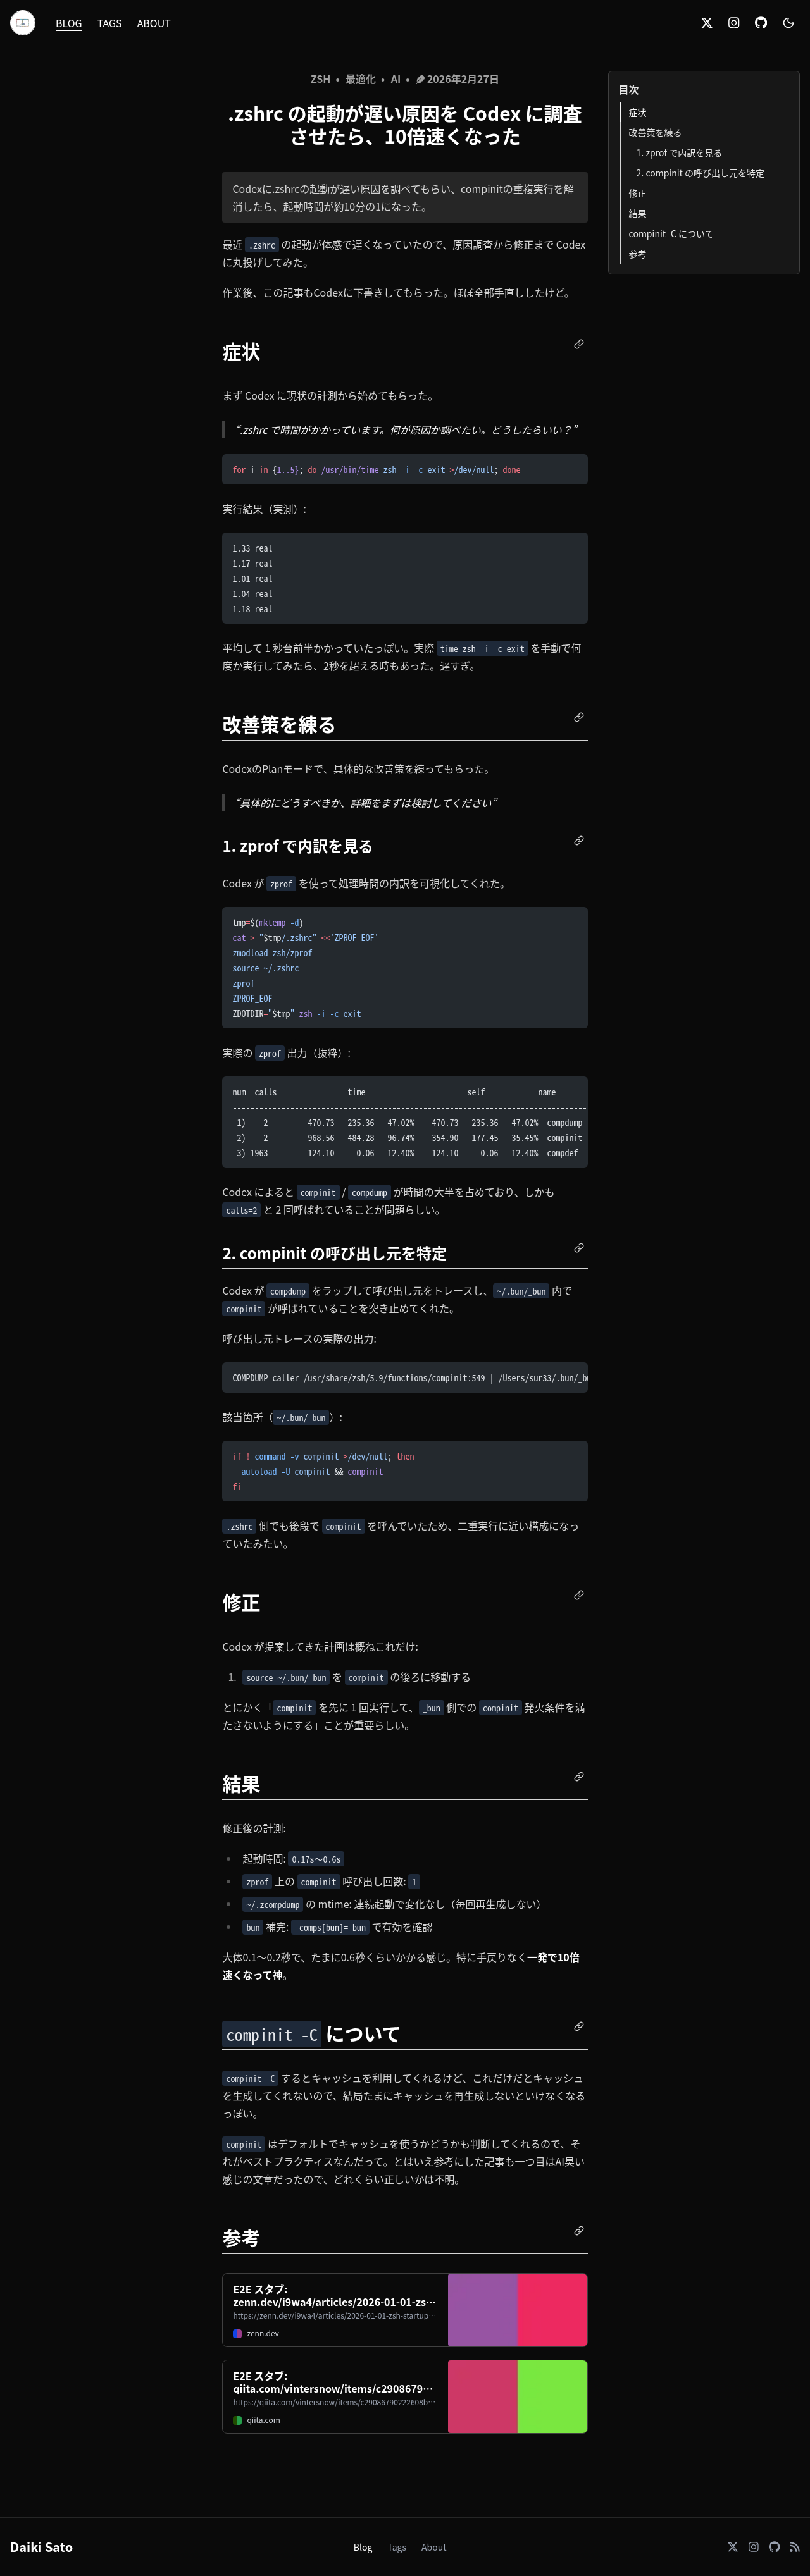 BLOG TAGS ABOUT
ZSH • 最適化 • AI • 2026年2月27日
.zshrc の起動が遅い原因を Codex に調査
させたら、10倍速くなった
目次
症状
改善策を練る
1. zprof で内訳を見る
2. compinit の呼び出し元を特定
修正
結果
compinit -C について
参考
Codexに.zshrcの起動が遅い原因を調べてもらい、compinitの重複実行を解
消したら、起動時間が約10分の1になった。
最近 .zshrc の起動が体感で遅くなっていたので、原因調査から修正まで Codex
に丸投げしてみた。
作業後、この記事もCodexに下書きしてもらった。ほぼ全部手直ししたけど。
症状
まず Codex に現状の計測から始めてもらった。
“.zshrc で時間がかかっています。何が原因か調べたい。どうしたらいい？”
for i in {1..5}; do /usr/bin/time zsh -i -c exit >/dev/null; done
実行結果（実測）:
1.33 real
1.17 real
1.01 real
1.04 real
1.18 real
平均して 1 秒台前半かかっていたっぽい。実際 time zsh -i -c exit を手動で何
度か実行してみたら、2秒を超える時もあった。遅すぎ。
改善策を練る
CodexのPlanモードで、具体的な改善策を練ってもらった。
“具体的にどうすべきか、詳細をまずは検討してください”
1. zprof で内訳を見る
Codex が zprof を使って処理時間の内訳を可視化してくれた。
tmp=$(mktemp -d)
cat > "$tmp/.zshrc" <<'ZPROF_EOF'
zmodload zsh/zprof
source ~/.zshrc
zprof
ZPROF_EOF
ZDOTDIR="$tmp" zsh -i -c exit
実際の zprof 出力（抜粋）:
num calls time self name
-----------------------------------------------------------------------------------
1) 2 470.73 235.36 47.02% 470.73 235.36 47.02% compdump
2) 2 968.56 484.28 96.74% 354.90 177.45 35.45% compinit
3) 1963 124.10 0.06 12.40% 124.10 0.06 12.40% compdef
Codex によると compinit / compdump が時間の大半を占めており、しかも
calls=2 と 2 回呼ばれていることが問題らしい。
2. compinit の呼び出し元を特定
Codex が compdump をラップして呼び出し元をトレースし、 ~/.bun/_bun 内で
compinit が呼ばれていることを突き止めてくれた。
呼び出し元トレースの実際の出力:
COMPDUMP caller=/usr/share/zsh/5.9/functions/compinit:549 | /Users/sur33/.bun/_bu
該当箇所（ ~/.bun/_bun ）:
if ! command -v compinit >/dev/null; then
autoload -U compinit && compinit
fi
.zshrc 側でも後段で compinit を呼んでいたため、二重実行に近い構成になっ
ていたみたい。
修正
Codex が提案してきた計画は概ねこれだけ:
1. source ~/.bun/_bun を compinit の後ろに移動する
とにかく「 compinit を先に 1 回実行して、 _bun 側での compinit 発火条件を満
たさないようにする」ことが重要らしい。
結果
修正後の計測:
• 起動時間: 0.17s〜0.6s
• zprof 上の compinit 呼び出し回数: 1
• ~/.zcompdump の mtime: 連続起動で変化なし（毎回再生成しない）
• bun 補完: _comps[bun]=_bun で有効を確認
大体0.1〜0.2秒で、たまに0.6秒くらいかかる感じ。特に手戻りなく一発で10倍
速くなって神。
compinit -C について
compinit -C するとキャッシュを利用してくれるけど、これだけだとキャッシュ
を生成してくれないので、結局たまにキャッシュを再生成しないといけなくなる
っぽい。
compinit はデフォルトでキャッシュを使うかどうかも判断してくれるので、そ
れがベストプラクティスなんだって。とはいえ参考にした記事も一つ目はAI臭い
感じの文章だったので、どれくらい正しいかは不明。
参考
E2E スタブ:
zenn.dev/i9wa4/articles/2026-01-01-zs…
https://zenn.dev/i9wa4/articles/2026-01-01-zsh-startup…
zenn.dev
E2E スタブ:
qiita.com/vintersnow/items/c2908679…
https://qiita.com/vintersnow/items/c29086790222608b…
qiita.com
Daiki Sato
Blog Tags About